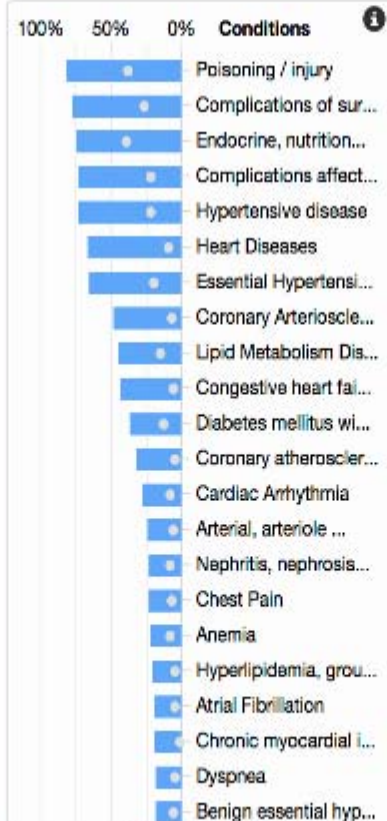 100% 50% 0% Conditions i
Poisoning / injury
Complications of sur...
Endocrine, nutrition...
Complications affect...
Hypertensive disease
Heart Diseases
Essential Hypertensi...
Coronary Arterioscle...
Lipid Metabolism Dis...
Congestive heart fai...
Diabetes mellitus wi...
Coronary atheroscler...
Cardiac Arrhythmia
Arterial, arteriole ...
Nephritis, nephrosis...
Chest Pain
Anemia
Hyperlipidemia, grou...
Atrial Fibrillation
Chronic myocardial i...
Dyspnea
Benign essential hyp...